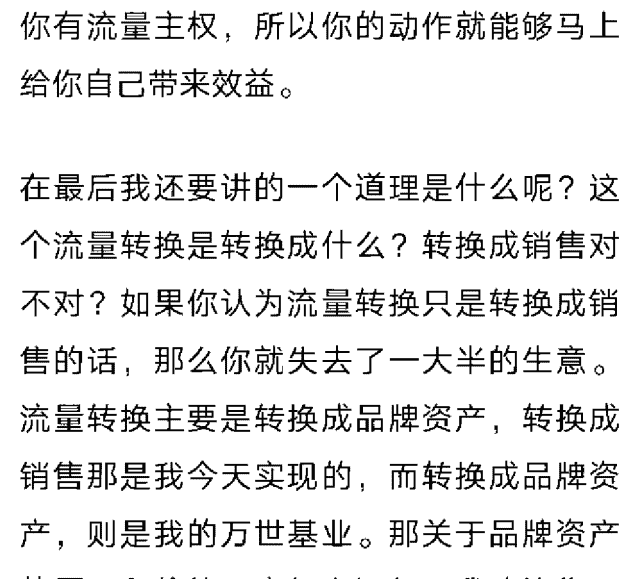 你有流量主权，所以你的动作就能够马上
给你自己带来效益。
在最后我还要讲的一个道理是什么呢？这
个流量转换是转换成什么？转换成销售对
不对？如果你认为流量转换只是转换成销
售的话，那么你就失去了一大半的生意。
流量转换主要是转换成品牌资产，转换成
销售那是我今天实现的，而转换成品牌资
产，则是我的万世基业。那关于品牌资产